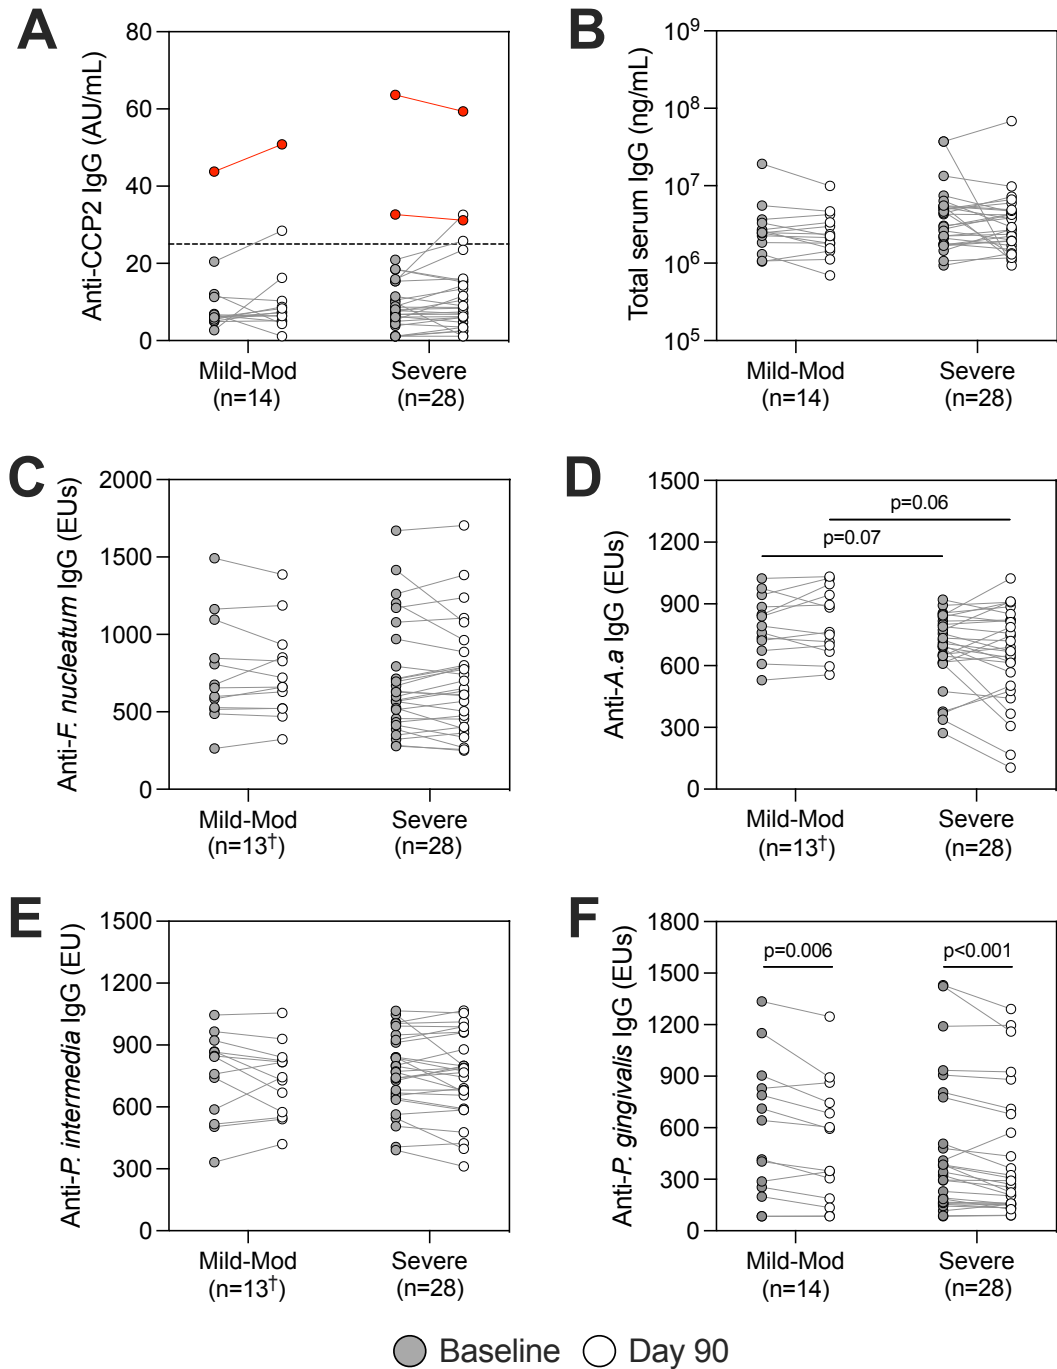 A
Anti-CCP2 IgG (AU/mL)
80
60
40
20
0
Mild-Mod
(n=14)
Severe
(n=28)
B
Total serum IgG (ng/mL)
10⁹
10⁸
10⁷
10⁶
10⁵
Mild-Mod
(n=14)
Severe
(n=28)
C
Anti-F. nucleatum IgG (EUs)
2000
1500
1000
500
0
Mild-Mod
(n=13†)
Severe
(n=28)
D
Anti-A.a IgG (EUs)
1500
1200
900
600
300
0
p=0.06
p=0.07
Mild-Mod
(n=13†)
Severe
(n=28)
E
Anti-P. intermedia IgG (EU)
1500
1200
900
600
300
0
Mild-Mod
(n=13†)
Severe
(n=28)
F
Anti-P. gingivalis IgG (EUs)
1800
1500
1200
900
600
300
0
p=0.006
p<0.001
Mild-Mod
(n=14)
Severe
(n=28)
Baseline
Day 90